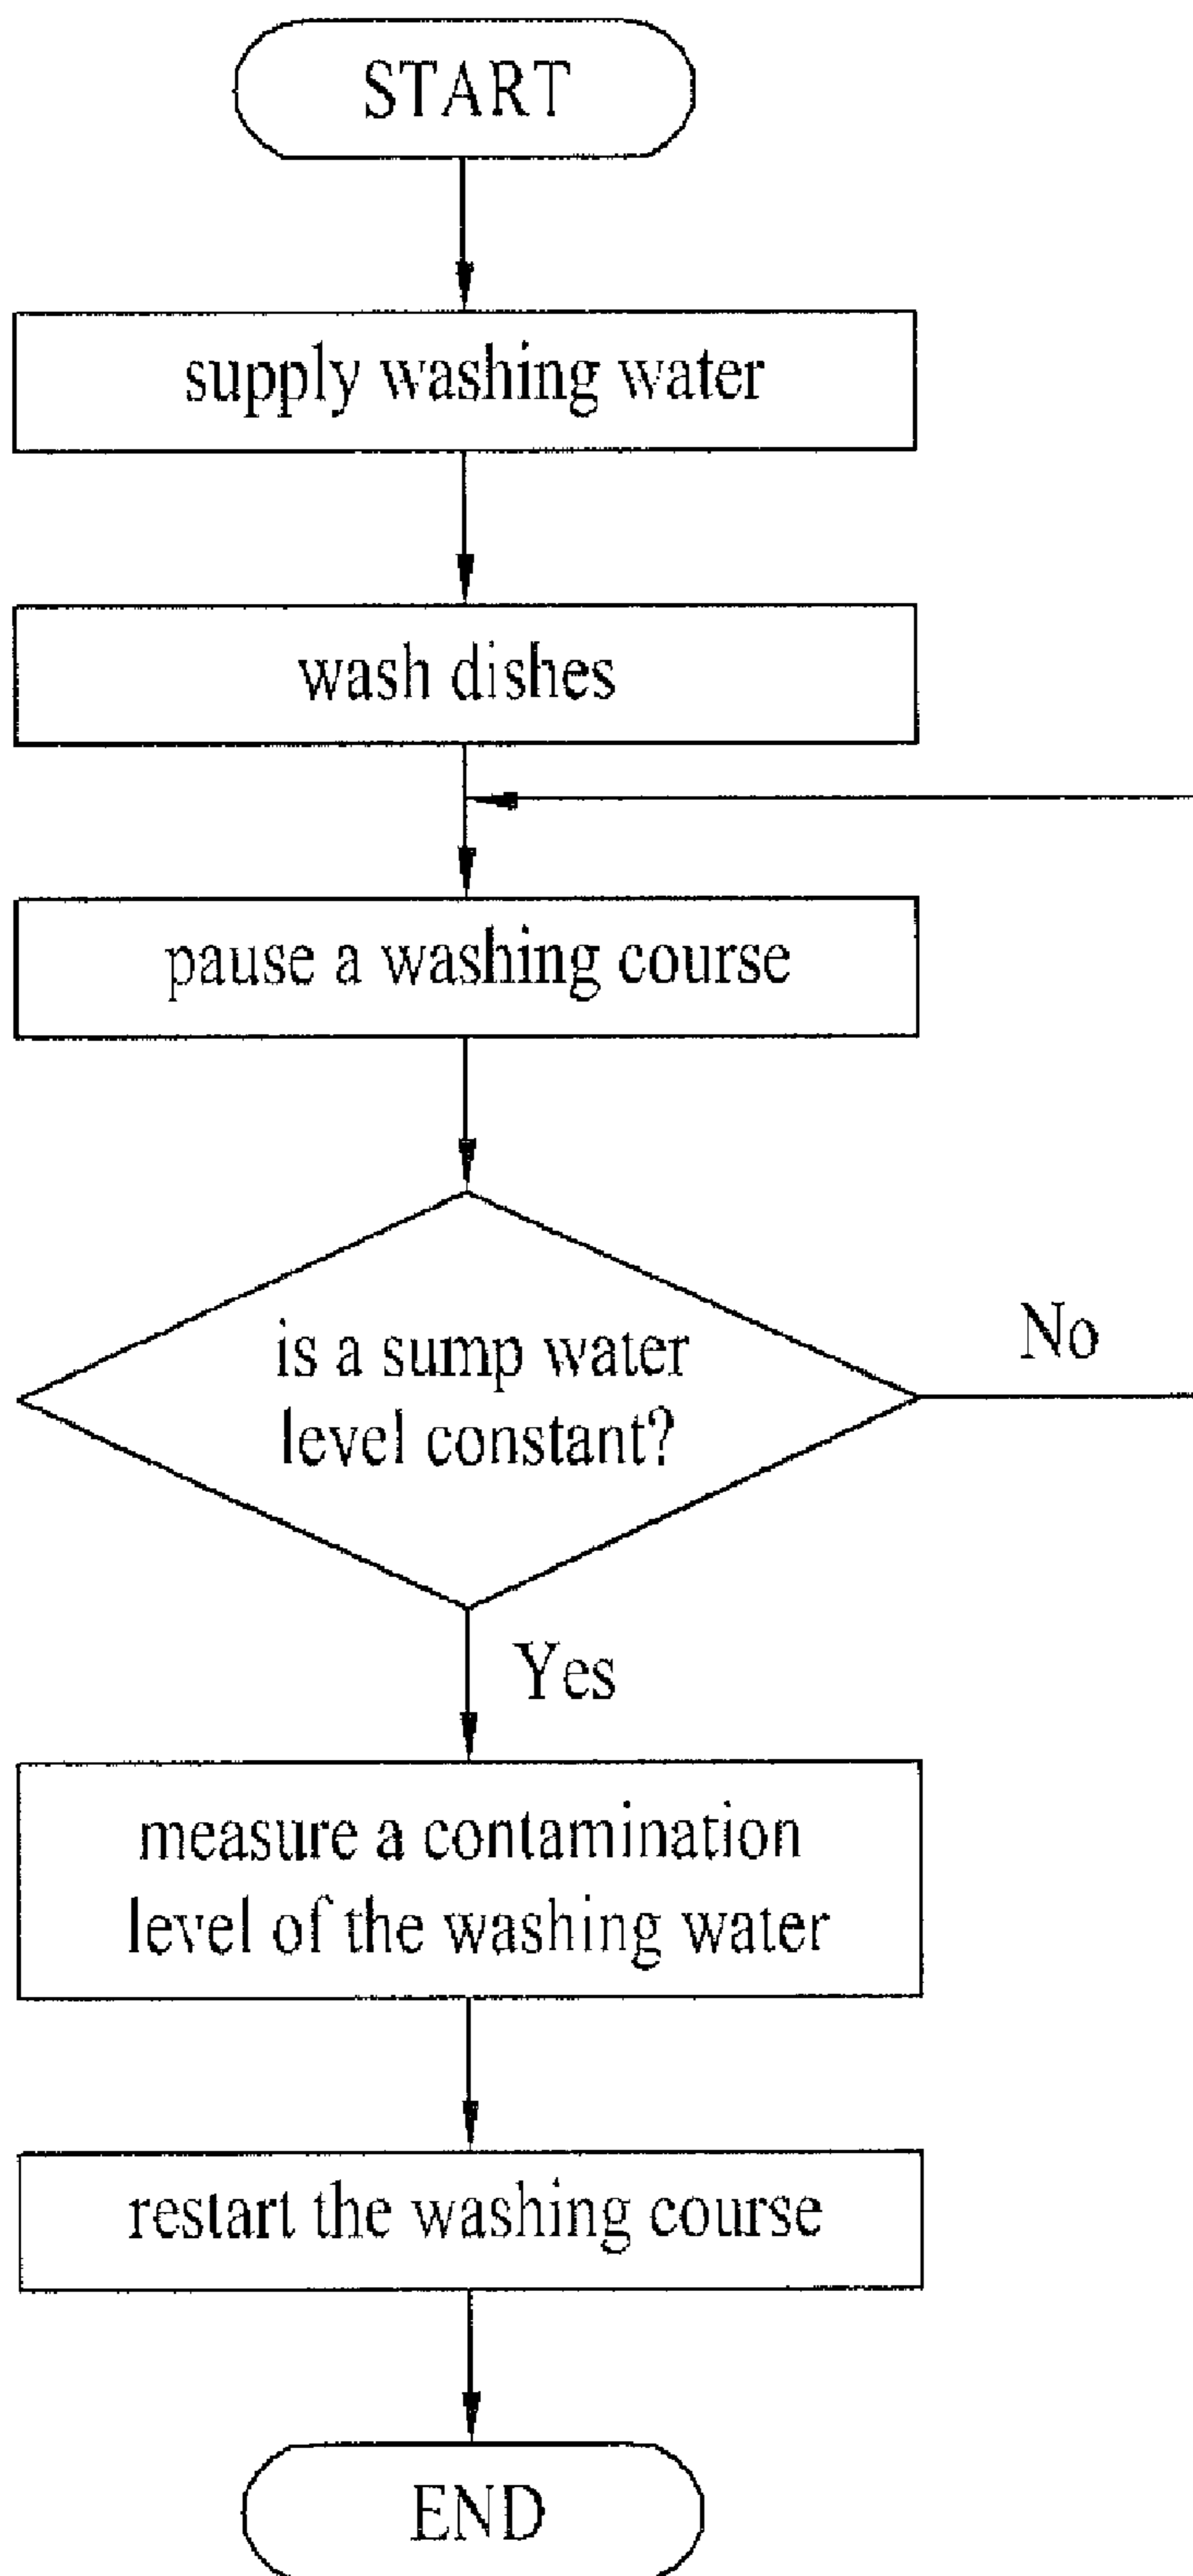 START
supply washing water
wash dishes
pause a washing course
is a sump water
level constant?
No
Yes
measure a contamination
level of the washing water
restart the washing course
END